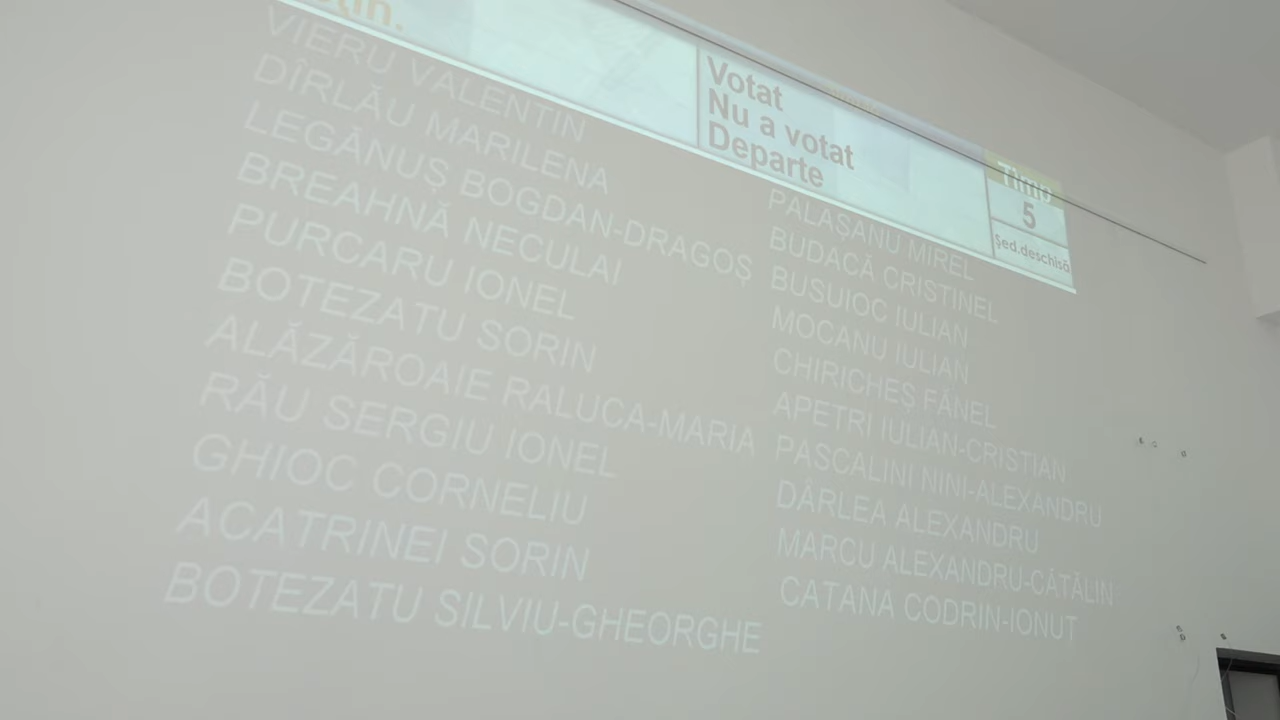 VIERU VALENTIN
DÎRLĂU MARILENA
LEGĂNUȘ BOGDAN-DRAGOȘ
BREAHNĂ NECULAI
PURCARU IONEL
BOTEZATU SORIN
ALĂZĂROAIE RALUCA-MARIA
RĂU SERGIU IONEL
GHIOC CORNELIU
ACATRINEI SORIN
BOTEZATU SILVIU-GHEORGHE
Votat
Nu a votat
Departe
Timp
5
Șed.deschisă
PALAȘANU MIREL
BUDACĂ CRISTINEL
BUSUIOC IULIAN
MOCANU IULIAN
CHIRICHEȘ FĂNEL
APETRI IULIAN-CRISTIAN
PASCALINI NINI-ALEXANDRU
DÂRLEA ALEXANDRU
MARCU ALEXANDRU-CĂTĂLIN
CATANA CODRIN-IONUȚ